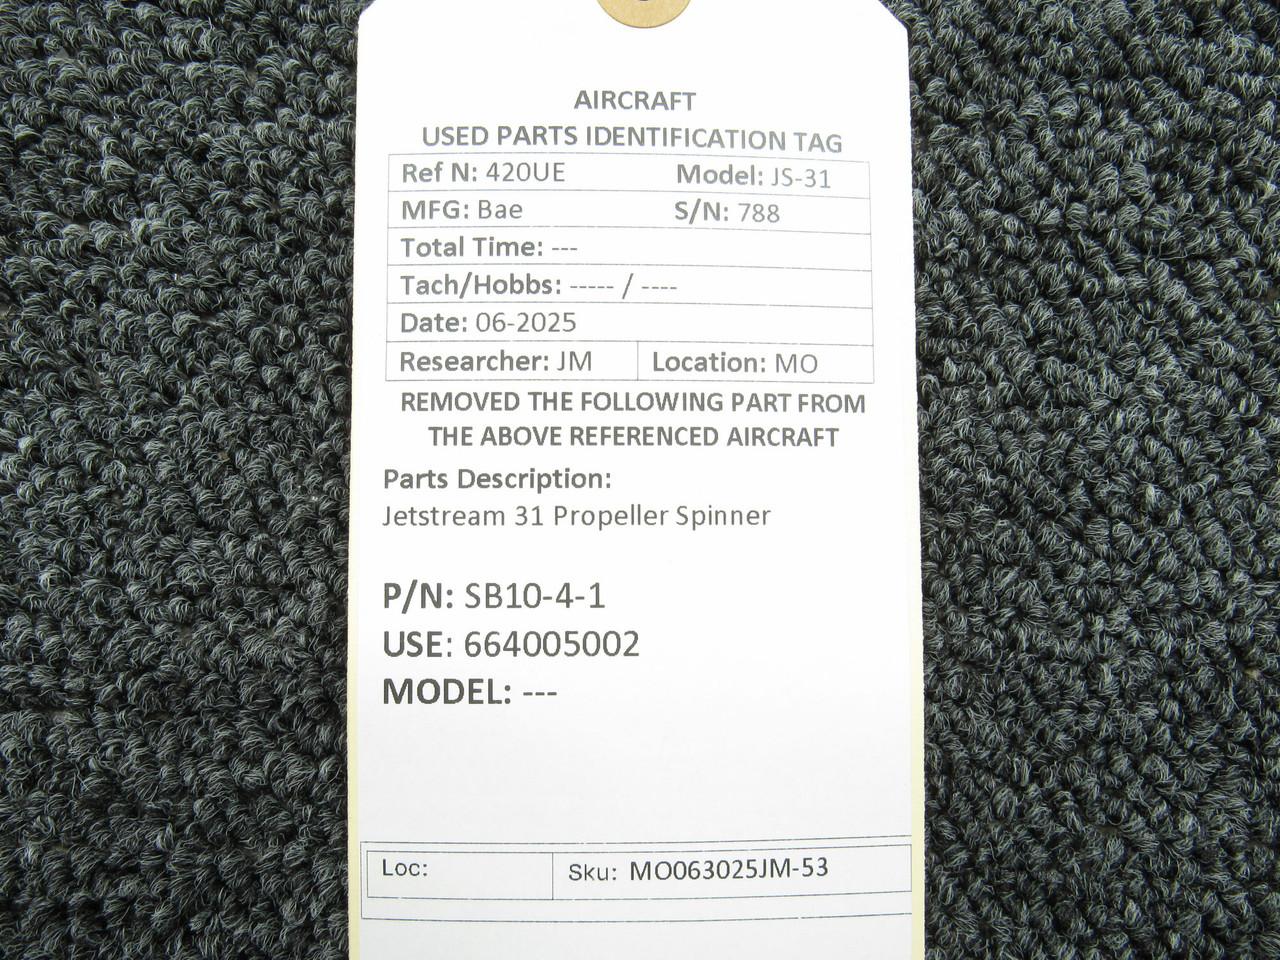 AIRCRAFT
USED PARTS IDENTIFICATION TAG
Ref N: 420UE Model: JS-31
MFG: Bae S/N: 788
Total Time: ---
Tach/Hobbs: ----- / ----
Date: 06-2025
Researcher: JM Location: MO
REMOVED THE FOLLOWING PART FROM
THE ABOVE REFERENCED AIRCRAFT
Parts Description:
Jetstream 31 Propeller Spinner
P/N: SB10-4-1
USE: 664005002
MODEL: ---
Loc: Sku: MO063025JM-53